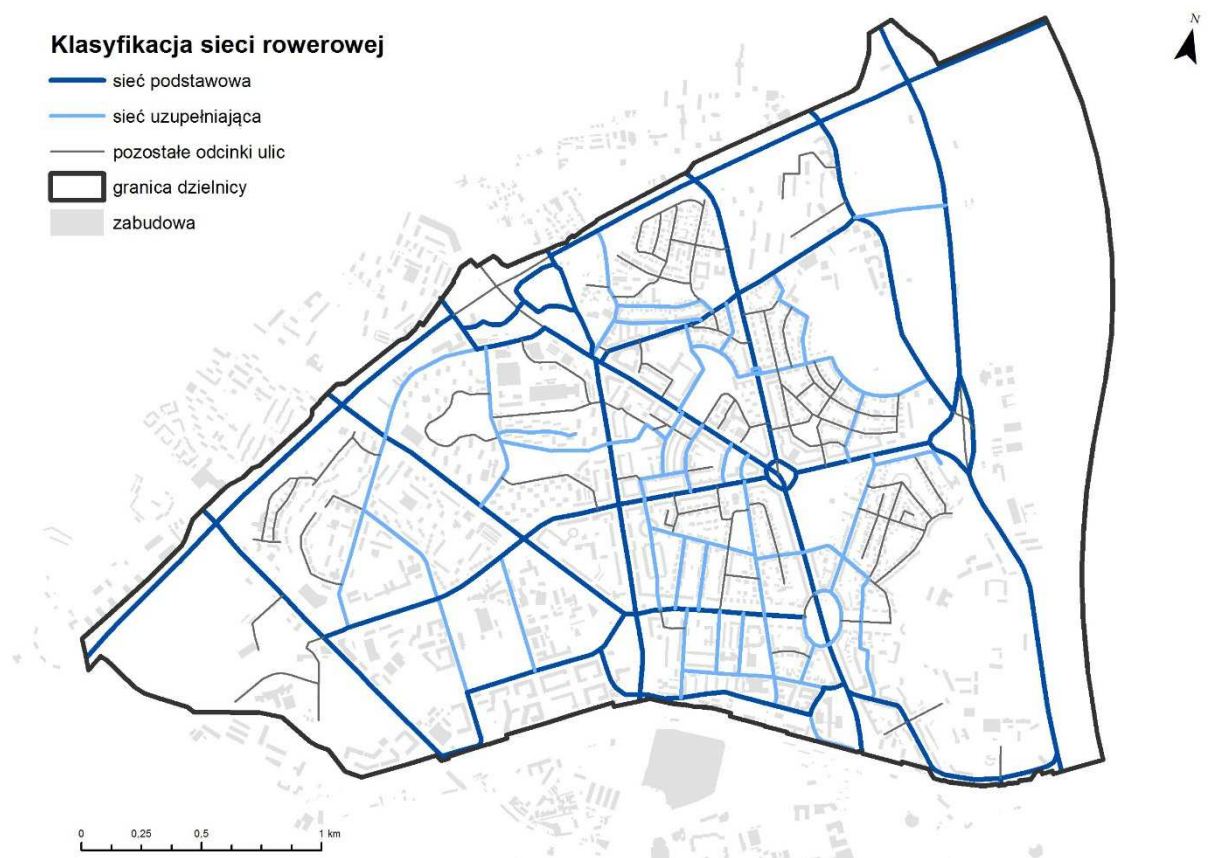 Klasyfikacja sieci rowerowej
sieć podstawowa
sieć uzupełniająca
pozostałe odcinki ulic
granica dzielnicy
zabudowa
N
0 0,25 0,5 1 km